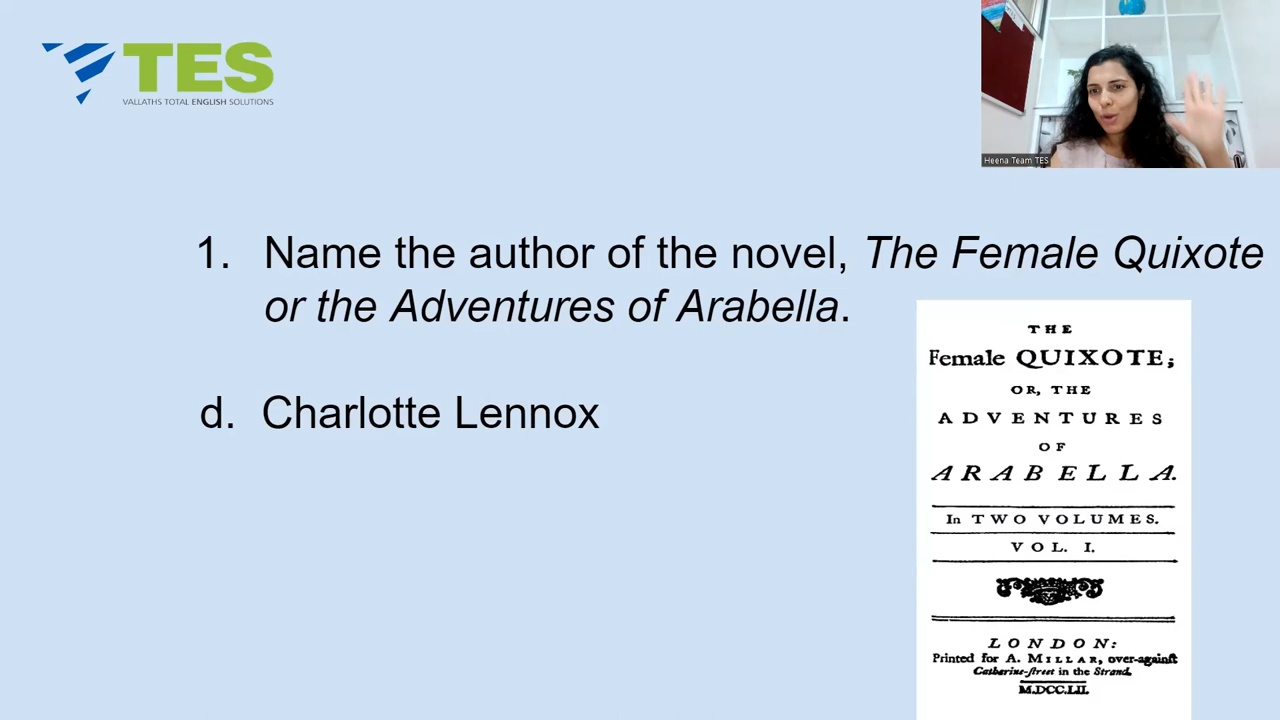 TES
VALLATHS TOTAL ENGLISH SOLUTIONS
Heena Team TES
1. Name the author of the novel, The Female Quixote
or the Adventures of Arabella.
d. Charlotte Lennox
THE
Female QUIXOTE;
OR, THE
ADVENTURES
OF
ARABELLA.
In TWO VOLUMES.
VOL. I.
LONDON:
Printed for A. MILLAR, over-against
Catharine-ſtreet in the Strand.
M.DCC.LII.